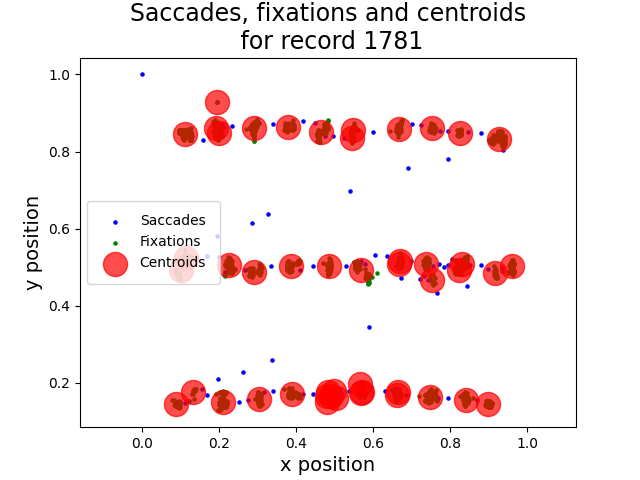 Saccades, fixations and centroids
for record 1781
1.0
0.8
0.6
0.4
0.2
y position
Saccades
Fixations
Centroids
0.0
0.2
0.4
0.6
0.8
1.0
x position